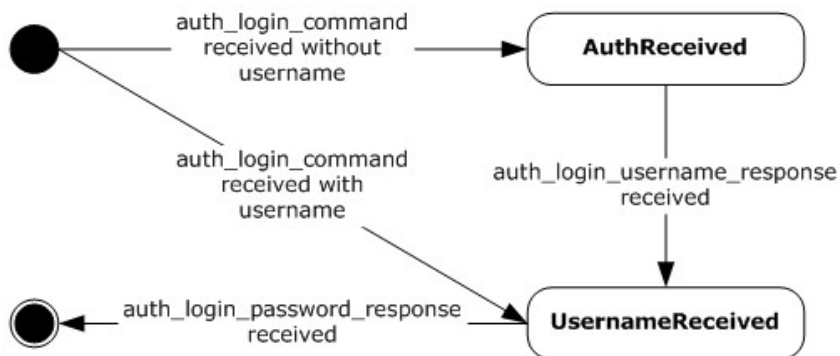 auth_login_command
received without
username
AuthReceived
auth_login_command
received with
username
auth_login_username_response
received
auth_login_password_response
received
UsernameReceived